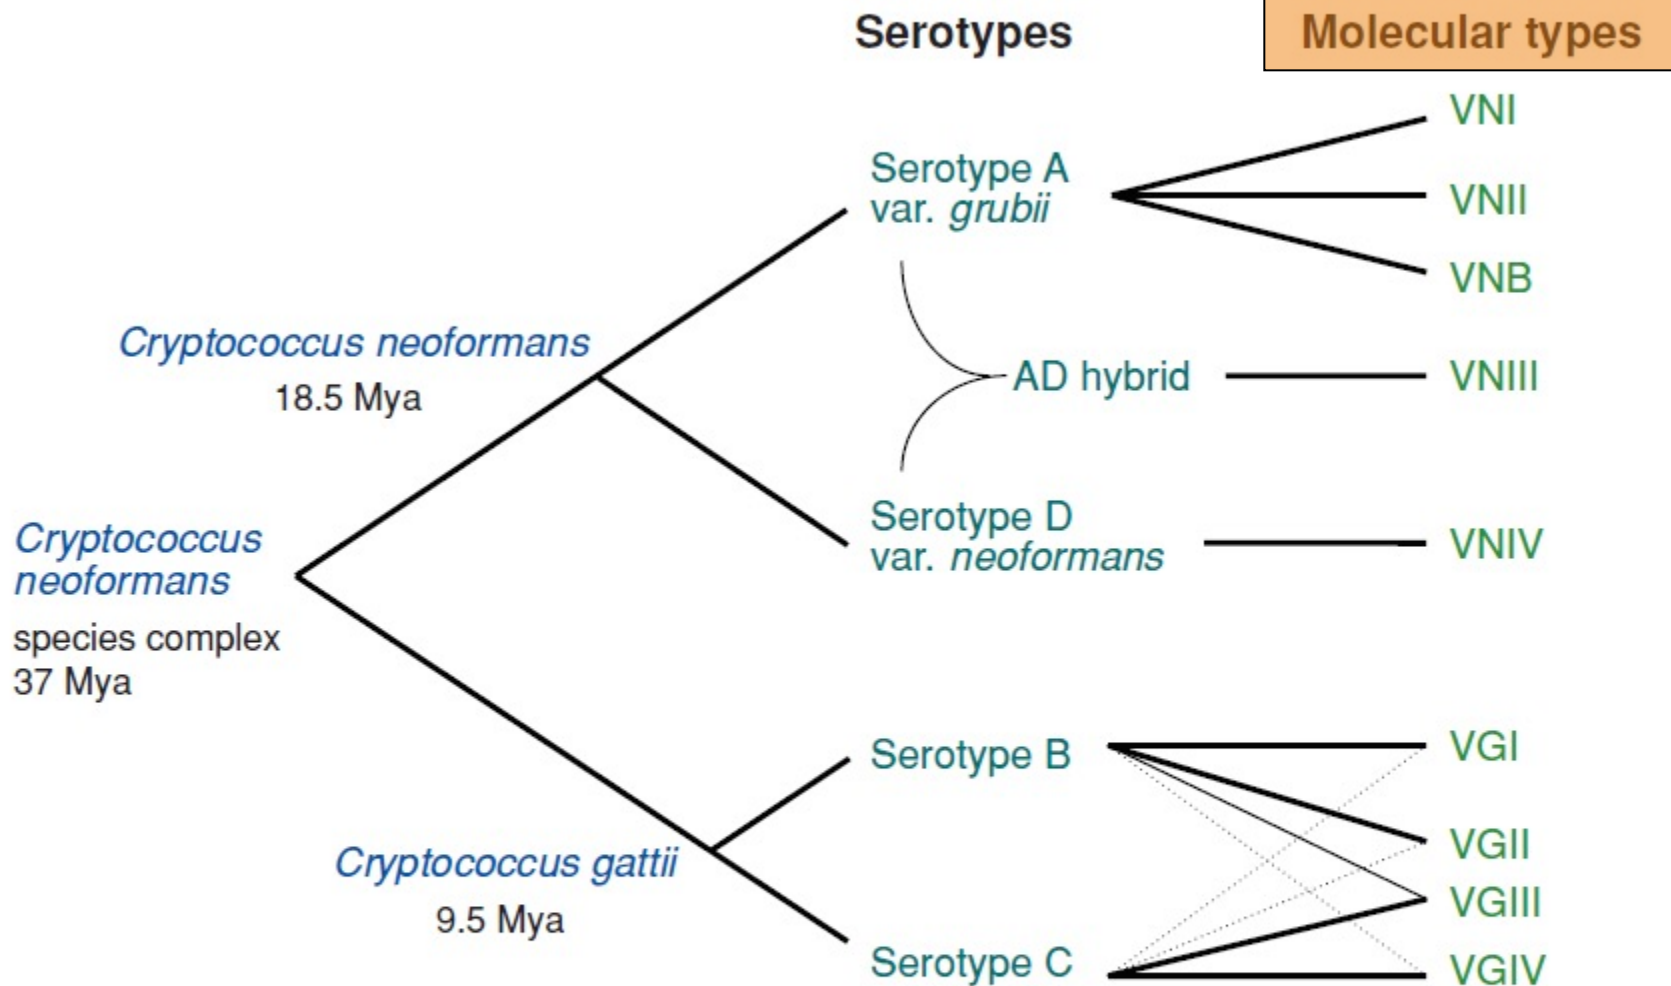 Serotypes
Molecular types
VNI
Serotype A
var. grubii
VNII
VNB
Cryptococcus neoformans
18.5 Mya
AD hybrid
VNIII
Serotype D
var. neoformans
VNIV
Cryptococcus
neoformans
species complex
37 Mya
Serotype B
VGI
VGII
Cryptococcus gattii
9.5 Mya
VGIII
Serotype C
VGIV